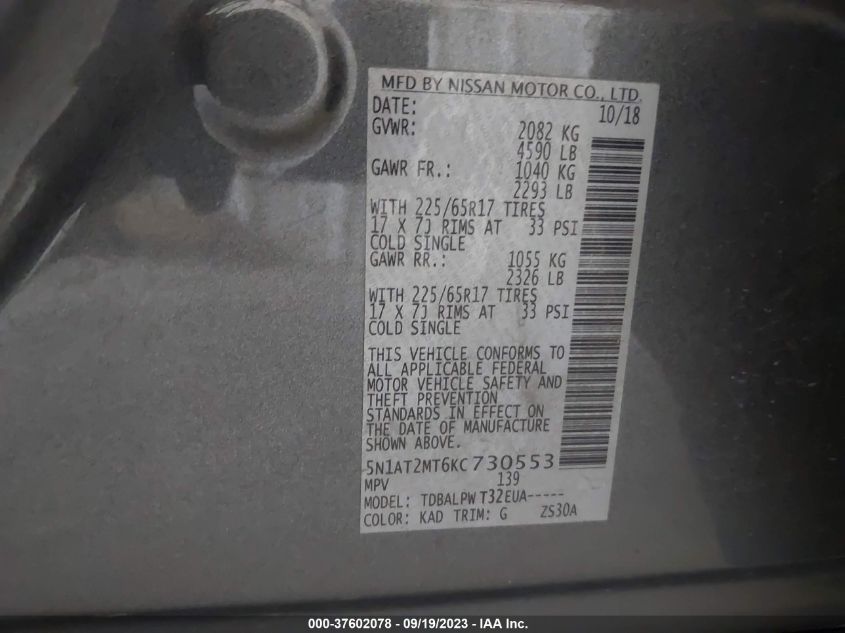 MFD BY NISSAN MOTOR CO., LTD.
DATE: 10/18
GVWR: 2082 KG
4590 LB
GAWR FR.: 1040 KG
2293 LB
WITH 225/65R17 TIRES
17 X 7J RIMS AT 33 PSI
COLD SINGLE
GAWR RR.: 1055 KG
2326 LB
WITH 225/65R17 TIRES
17 X 7J RIMS AT 33 PSI
COLD SINGLE
THIS VEHICLE CONFORMS TO
ALL APPLICABLE FEDERAL
MOTOR VEHICLE SAFETY AND
THEFT PREVENTION
STANDARDS IN EFFECT ON
THE DATE OF MANUFACTURE
SHOWN ABOVE.
5N1AT2MT6KC730553
MPV 139
MODEL: TDBALPW T32EUA-----
COLOR: KAD TRIM: G ZS30A
000-37602078 - 09/19/2023 - IAA Inc.